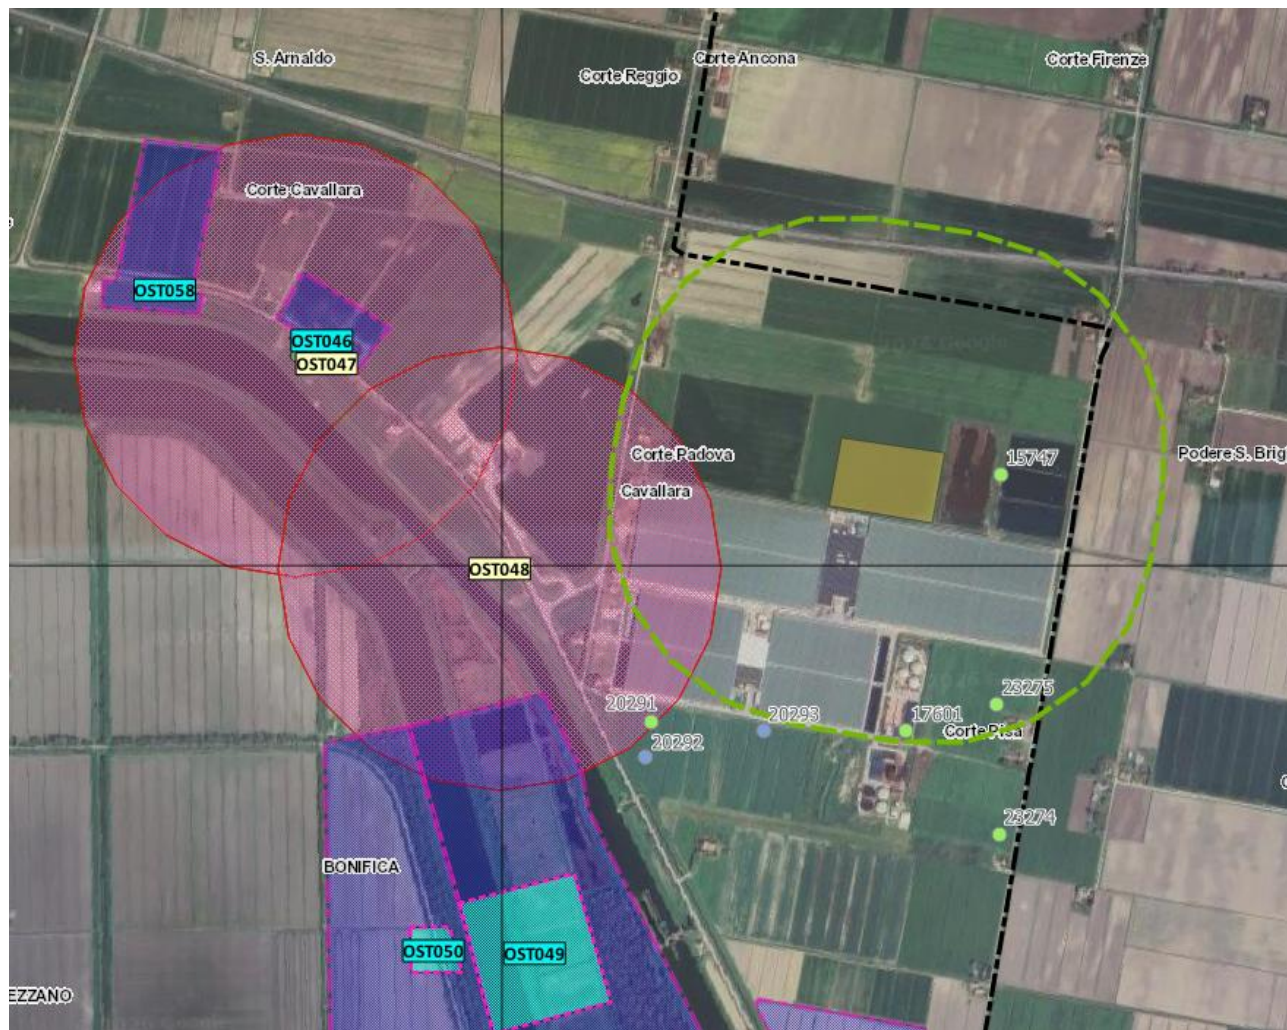 S. Arnaldo
Corte Reggio
Corte Ancona
Corte Firenze
Corte Cavallara
OST058
OST046
OST047
Corte Padova
Podere S. Brig
15747
Cavallara
OST048
23275
20291
20293
17601
Corte Pisa
20292
23274
BONIFICA
OST050
OST049
EZZANO